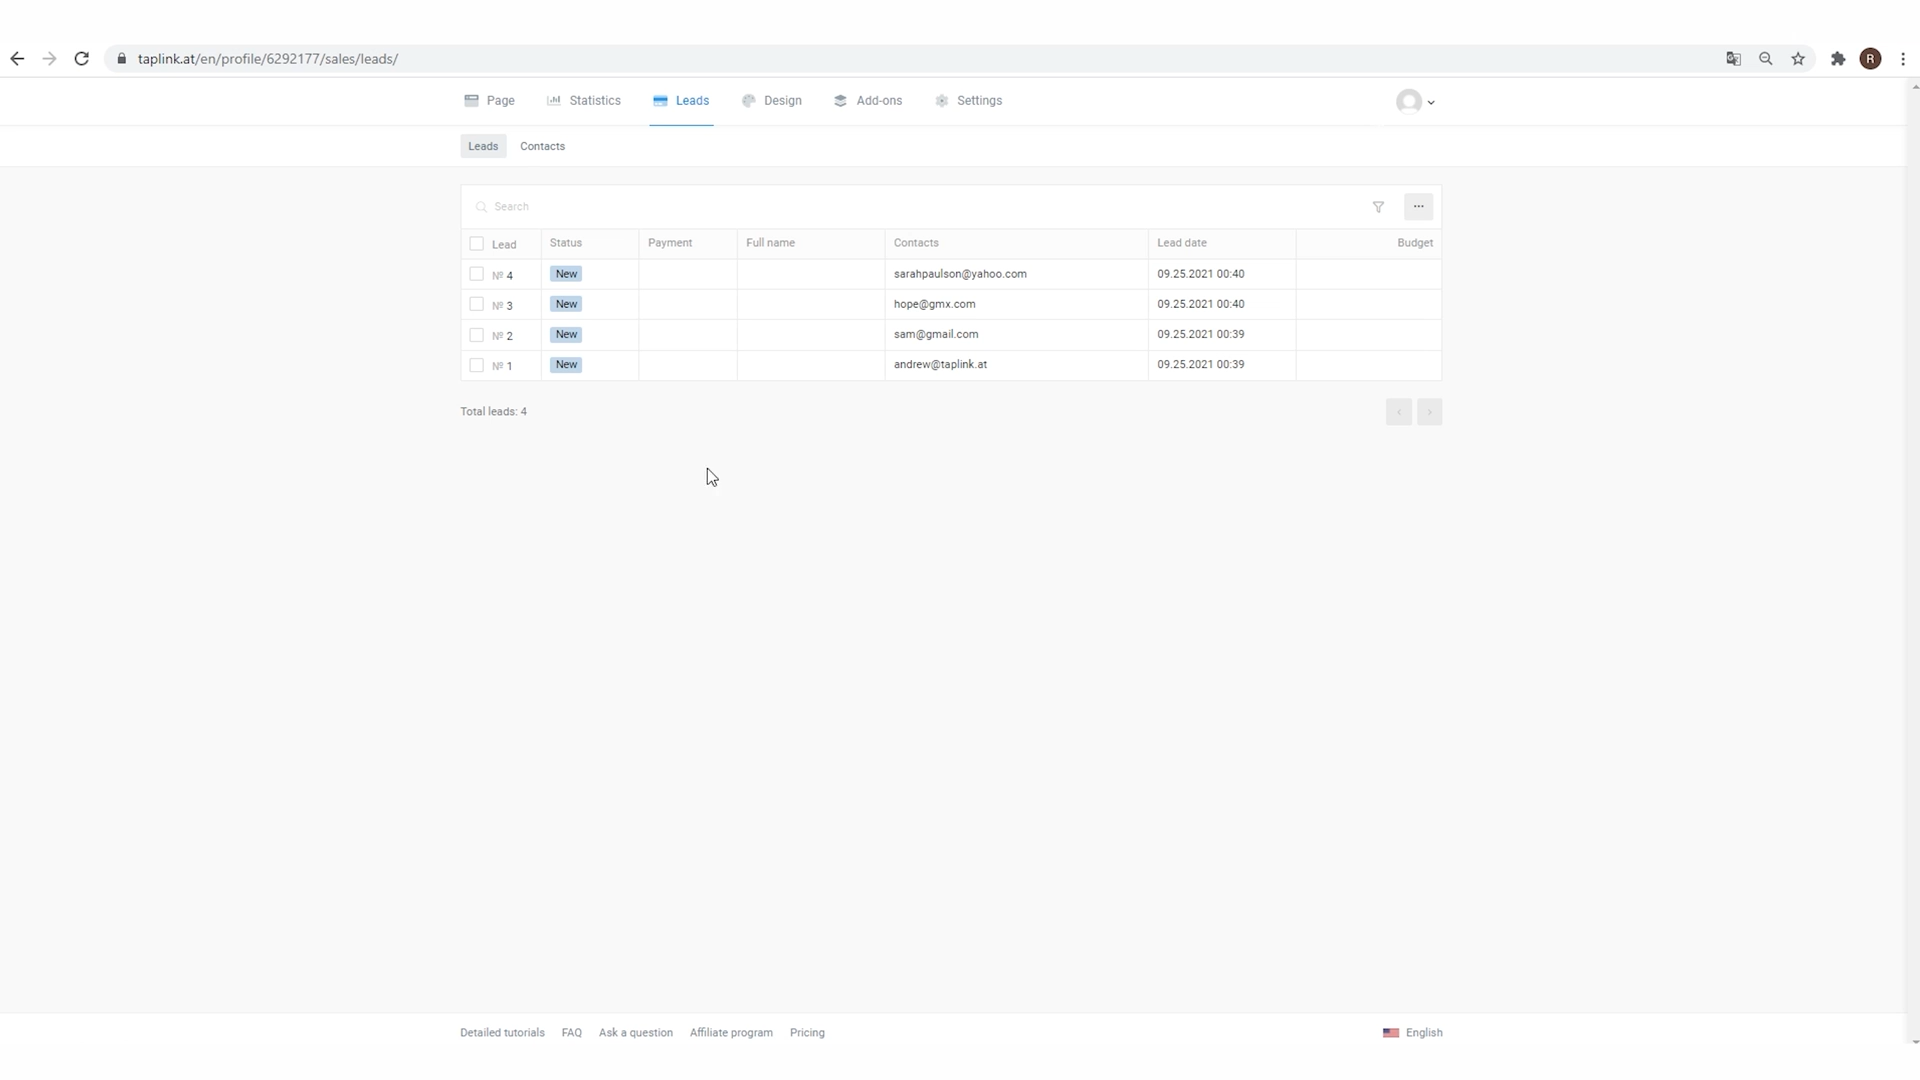 taplink.at/en/profile/6292177/sales/leads/
R
Page Statistics Leads Design Add-ons Settings
Leads Contacts
Search
Lead Status Payment Full name Contacts Lead date Budget
№ 4 New sarahpaulson@yahoo.com 09.25.2021 00:40
№ 3 New hope@gmx.com 09.25.2021 00:40
№ 2 New sam@gmail.com 09.25.2021 00:39
№ 1 New andrew@taplink.at 09.25.2021 00:39
Total leads: 4
Detailed tutorials FAQ Ask a question Affiliate program Pricing English